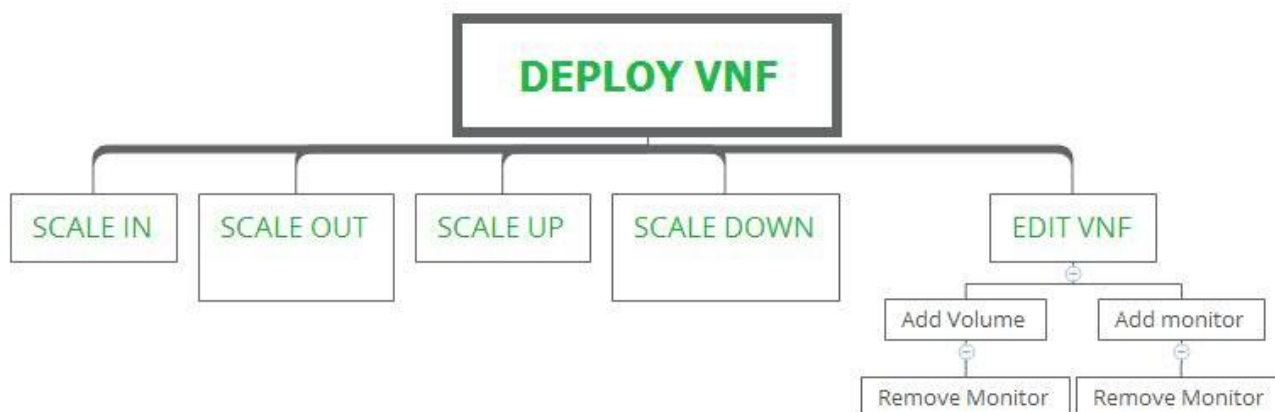 DEPLOY VNF
SCALE IN
SCALE OUT
SCALE UP
SCALE DOWN
EDIT VNF
Add Volume
Add monitor
Remove Monitor
Remove Monitor